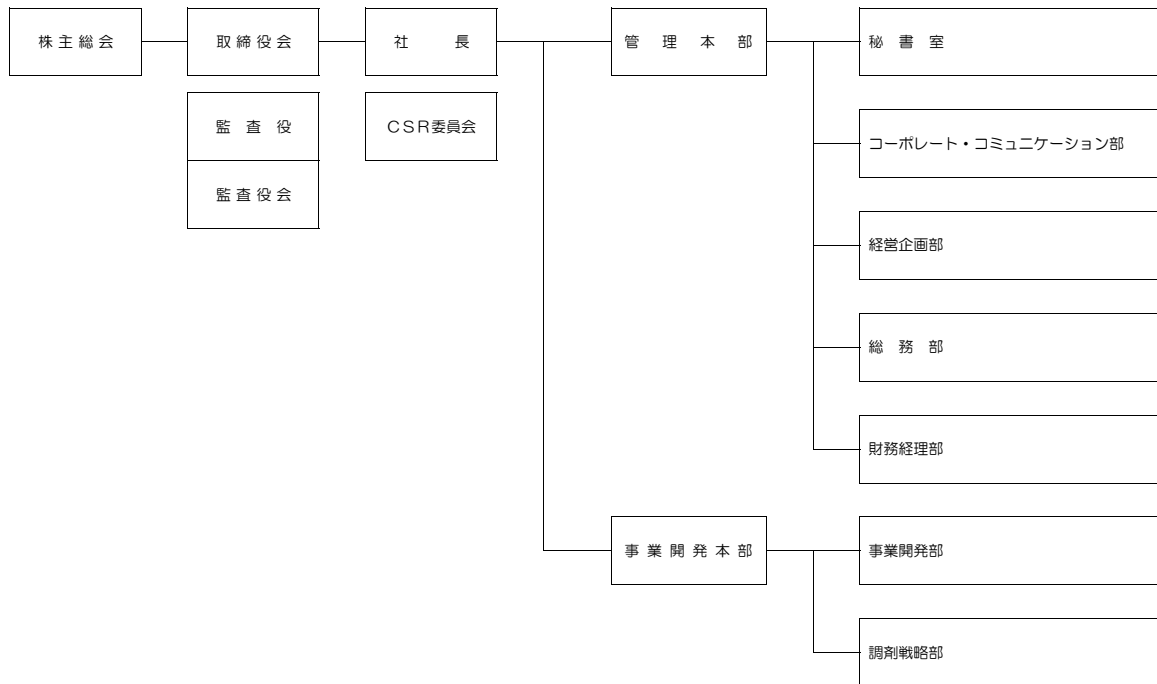 株主総会
取締役会
社長
管理本部
秘書室
監査役
CSR委員会
コーポレート・コミュニケーション部
監査役会
経営企画部
総務部
財務経理部
事業開発本部
事業開発部
調剤戦略部